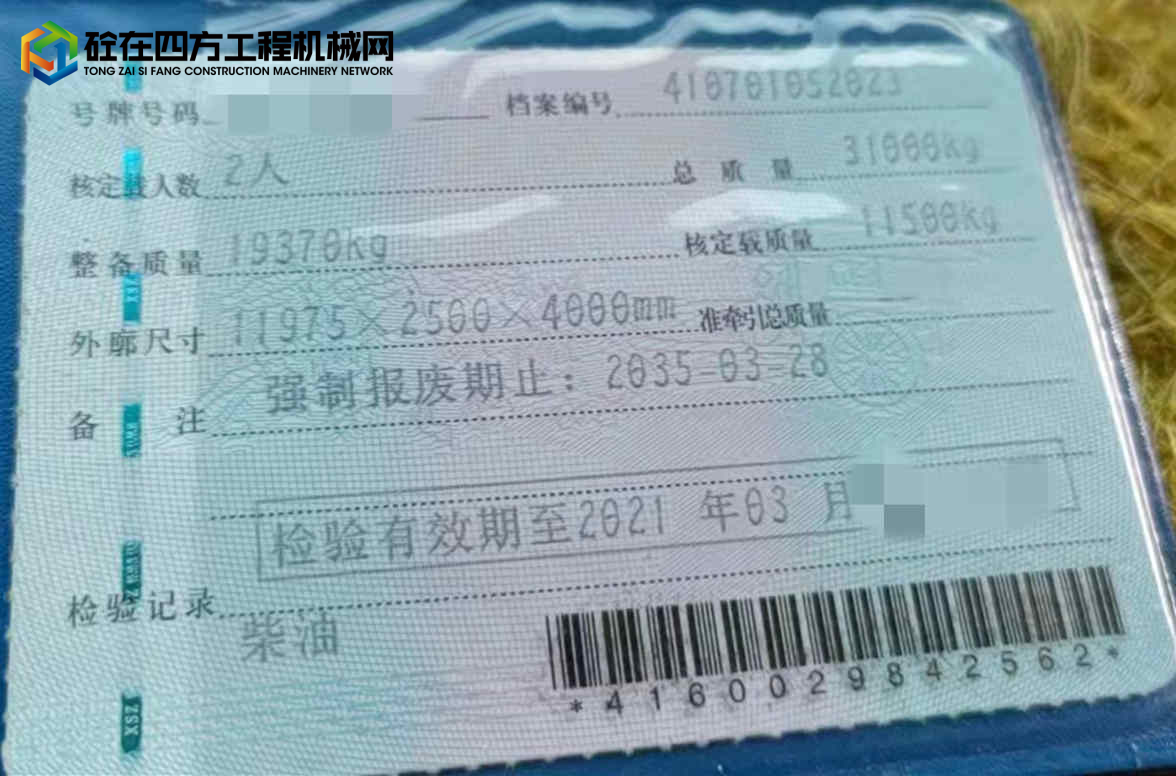 砼在四方工程机械网
TONG ZAI SI FANG CONSTRUCTION MACHINERY NETWORK
号牌号码 档案编号 410701052823
核定载人数 2人 总质量 31000kg
整备质量 19370kg 核定载质量 11500kg
外廓尺寸 11975×2500×4000mm 准牵引总质量
备注 强制报废期止：2035-03-28
检验有效期至2021年03月
检验记录
柴油
*4160029842562*
XSZ
XSZ